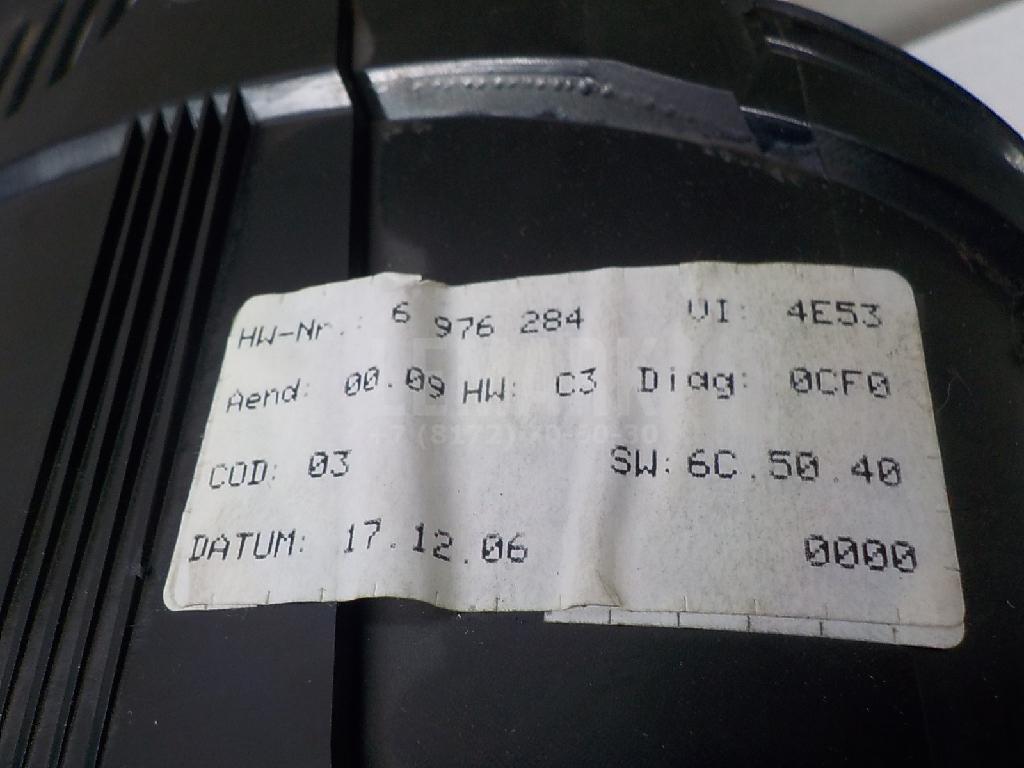 HW-Nr.: 6 976 284 VI: 4E53
Aend: 00.09 HW: C3 Diag: 0CF0
COD: 03 SW: 6C.50.40
DATUM: 17.12.06 0000